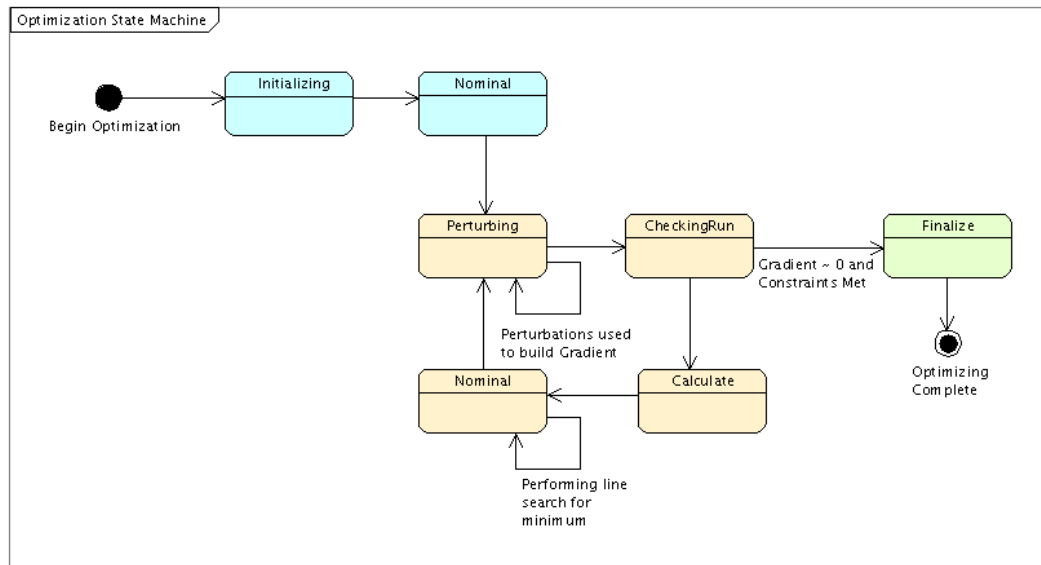 Optimization State Machine
Initializing
Nominal
Begin Optimization
Perturbing
CheckingRun
Finalize
Gradient ~ 0 and
Constraints Met
Perturbations used
to build Gradient
Nominal
Calculate
Optimizing
Complete
Performing line
search for
minimum